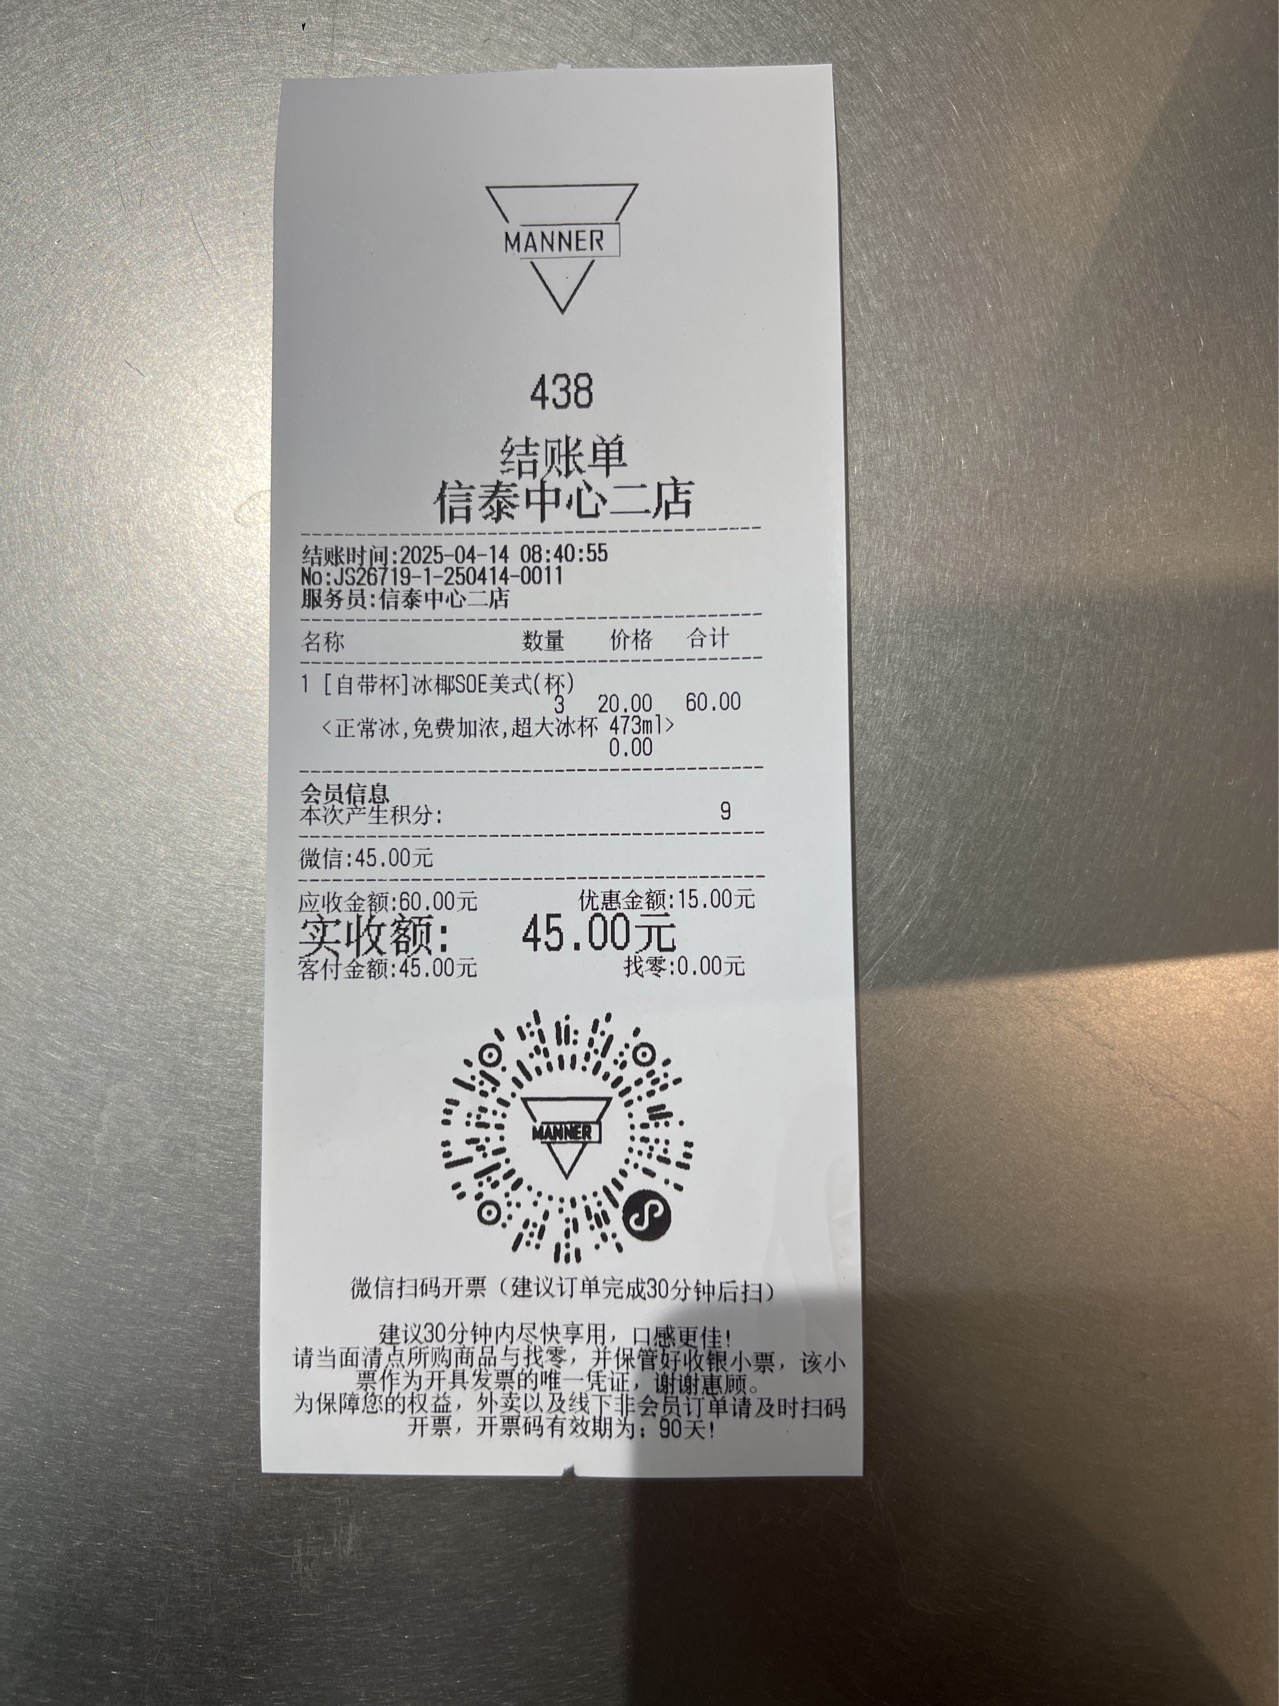 MANNER
438
结账单
信泰中心二店
结账时间:2025-04-14 08:40:55
No:JS26719-1-250414-0011
服务员:信泰中心二店
名称 数量 价格 合计
1 [自带杯]冰椰SOE美式(杯)
3 20.00 60.00
<正常冰,免费加浓,超大冰杯 473ml>
0.00
会员信息
本次产生积分: 9
微信:45.00元
应收金额:60.00元 优惠金额:15.00元
实收额: 45.00元
客付金额:45.00元 找零:0.00元
MANNER
微信扫码开票（建议订单完成30分钟后扫）
建议30分钟内尽快享用，口感更佳!
请当面清点所购商品与找零，并保管好收银小票，该小
票作为开具发票的唯一凭证，谢谢惠顾。
为保障您的权益，外卖以及线下非会员订单请及时扫码
开票，开票码有效期为：90天!